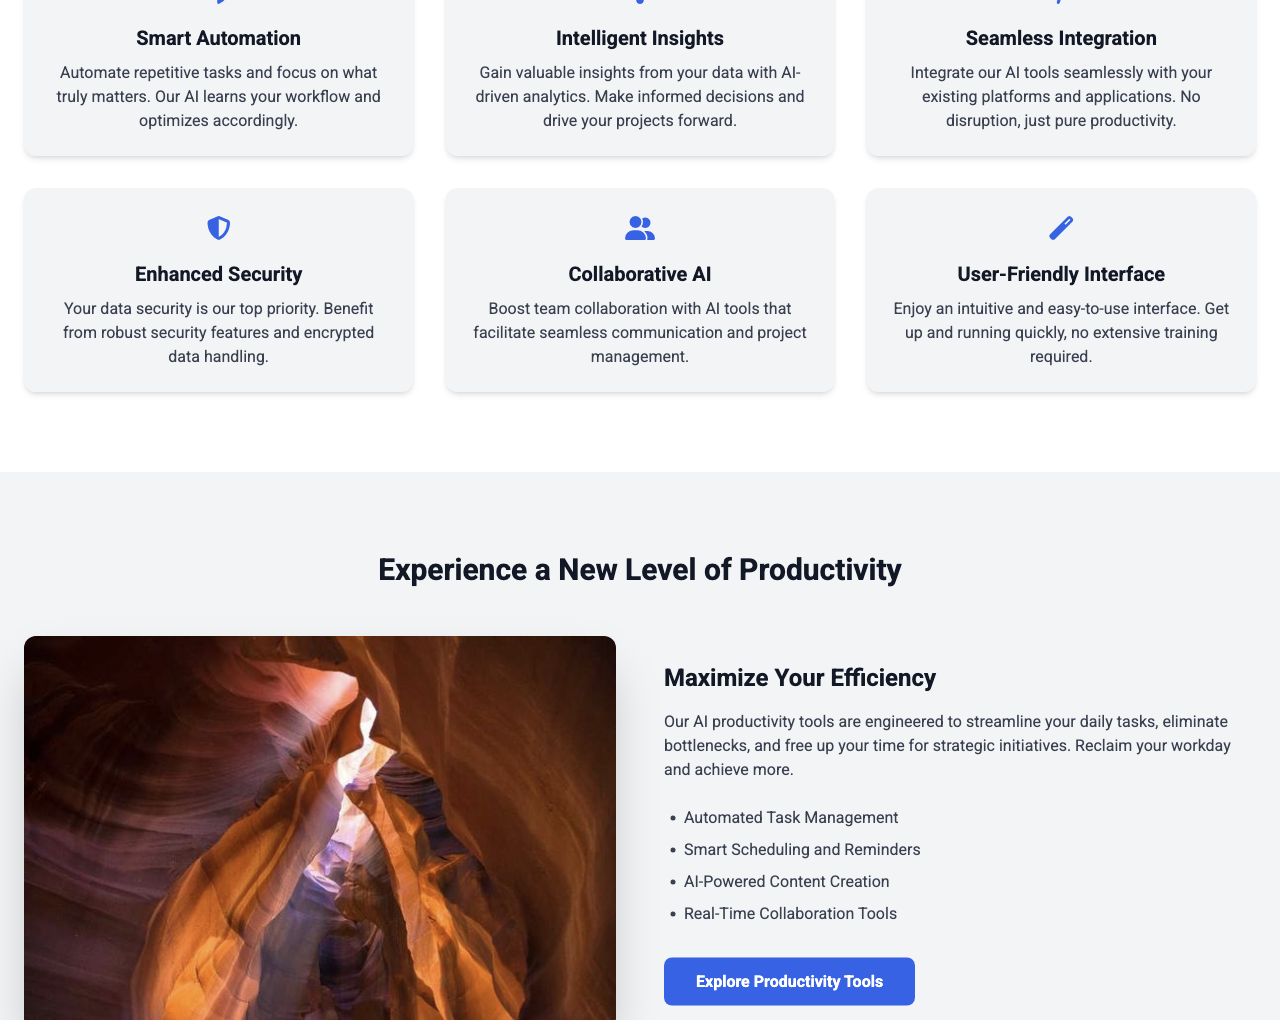 Smart Automation
Automate repetitive tasks and focus on what
truly matters. Our AI learns your workflow and
optimizes accordingly.
Intelligent Insights
Gain valuable insights from your data with AI-
driven analytics. Make informed decisions and
drive your projects forward.
Seamless Integration
Integrate our AI tools seamlessly with your
existing platforms and applications. No
disruption, just pure productivity.
Enhanced Security
Your data security is our top priority. Benefit
from robust security features and encrypted
data handling.
Collaborative AI
Boost team collaboration with AI tools that
facilitate seamless communication and project
management.
User-Friendly Interface
Enjoy an intuitive and easy-to-use interface. Get
up and running quickly, no extensive training
required.
Experience a New Level of Productivity
Maximize Your Efficiency
Our AI productivity tools are engineered to streamline your daily tasks, eliminate
bottlenecks, and free up your time for strategic initiatives. Reclaim your workday
and achieve more.
• Automated Task Management
• Smart Scheduling and Reminders
• AI-Powered Content Creation
• Real-Time Collaboration Tools
Explore Productivity Tools